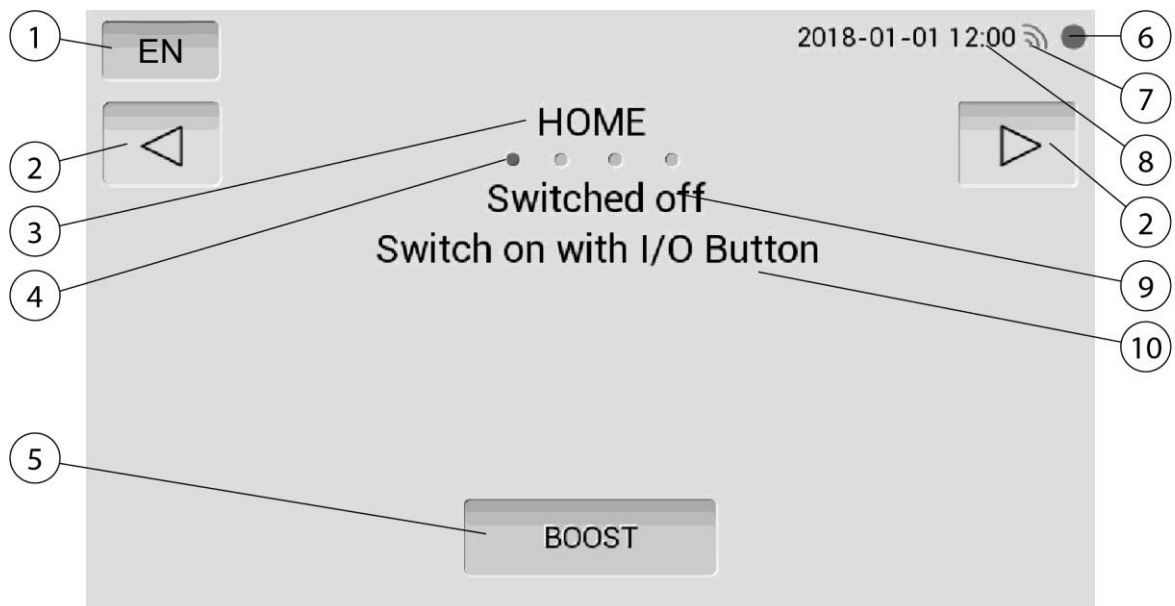 1
EN
2018-01-01 12:00
6
7
2
HOME
8
3
Switched off
2
Switch on with I/O Button
4
9
10
5
BOOST